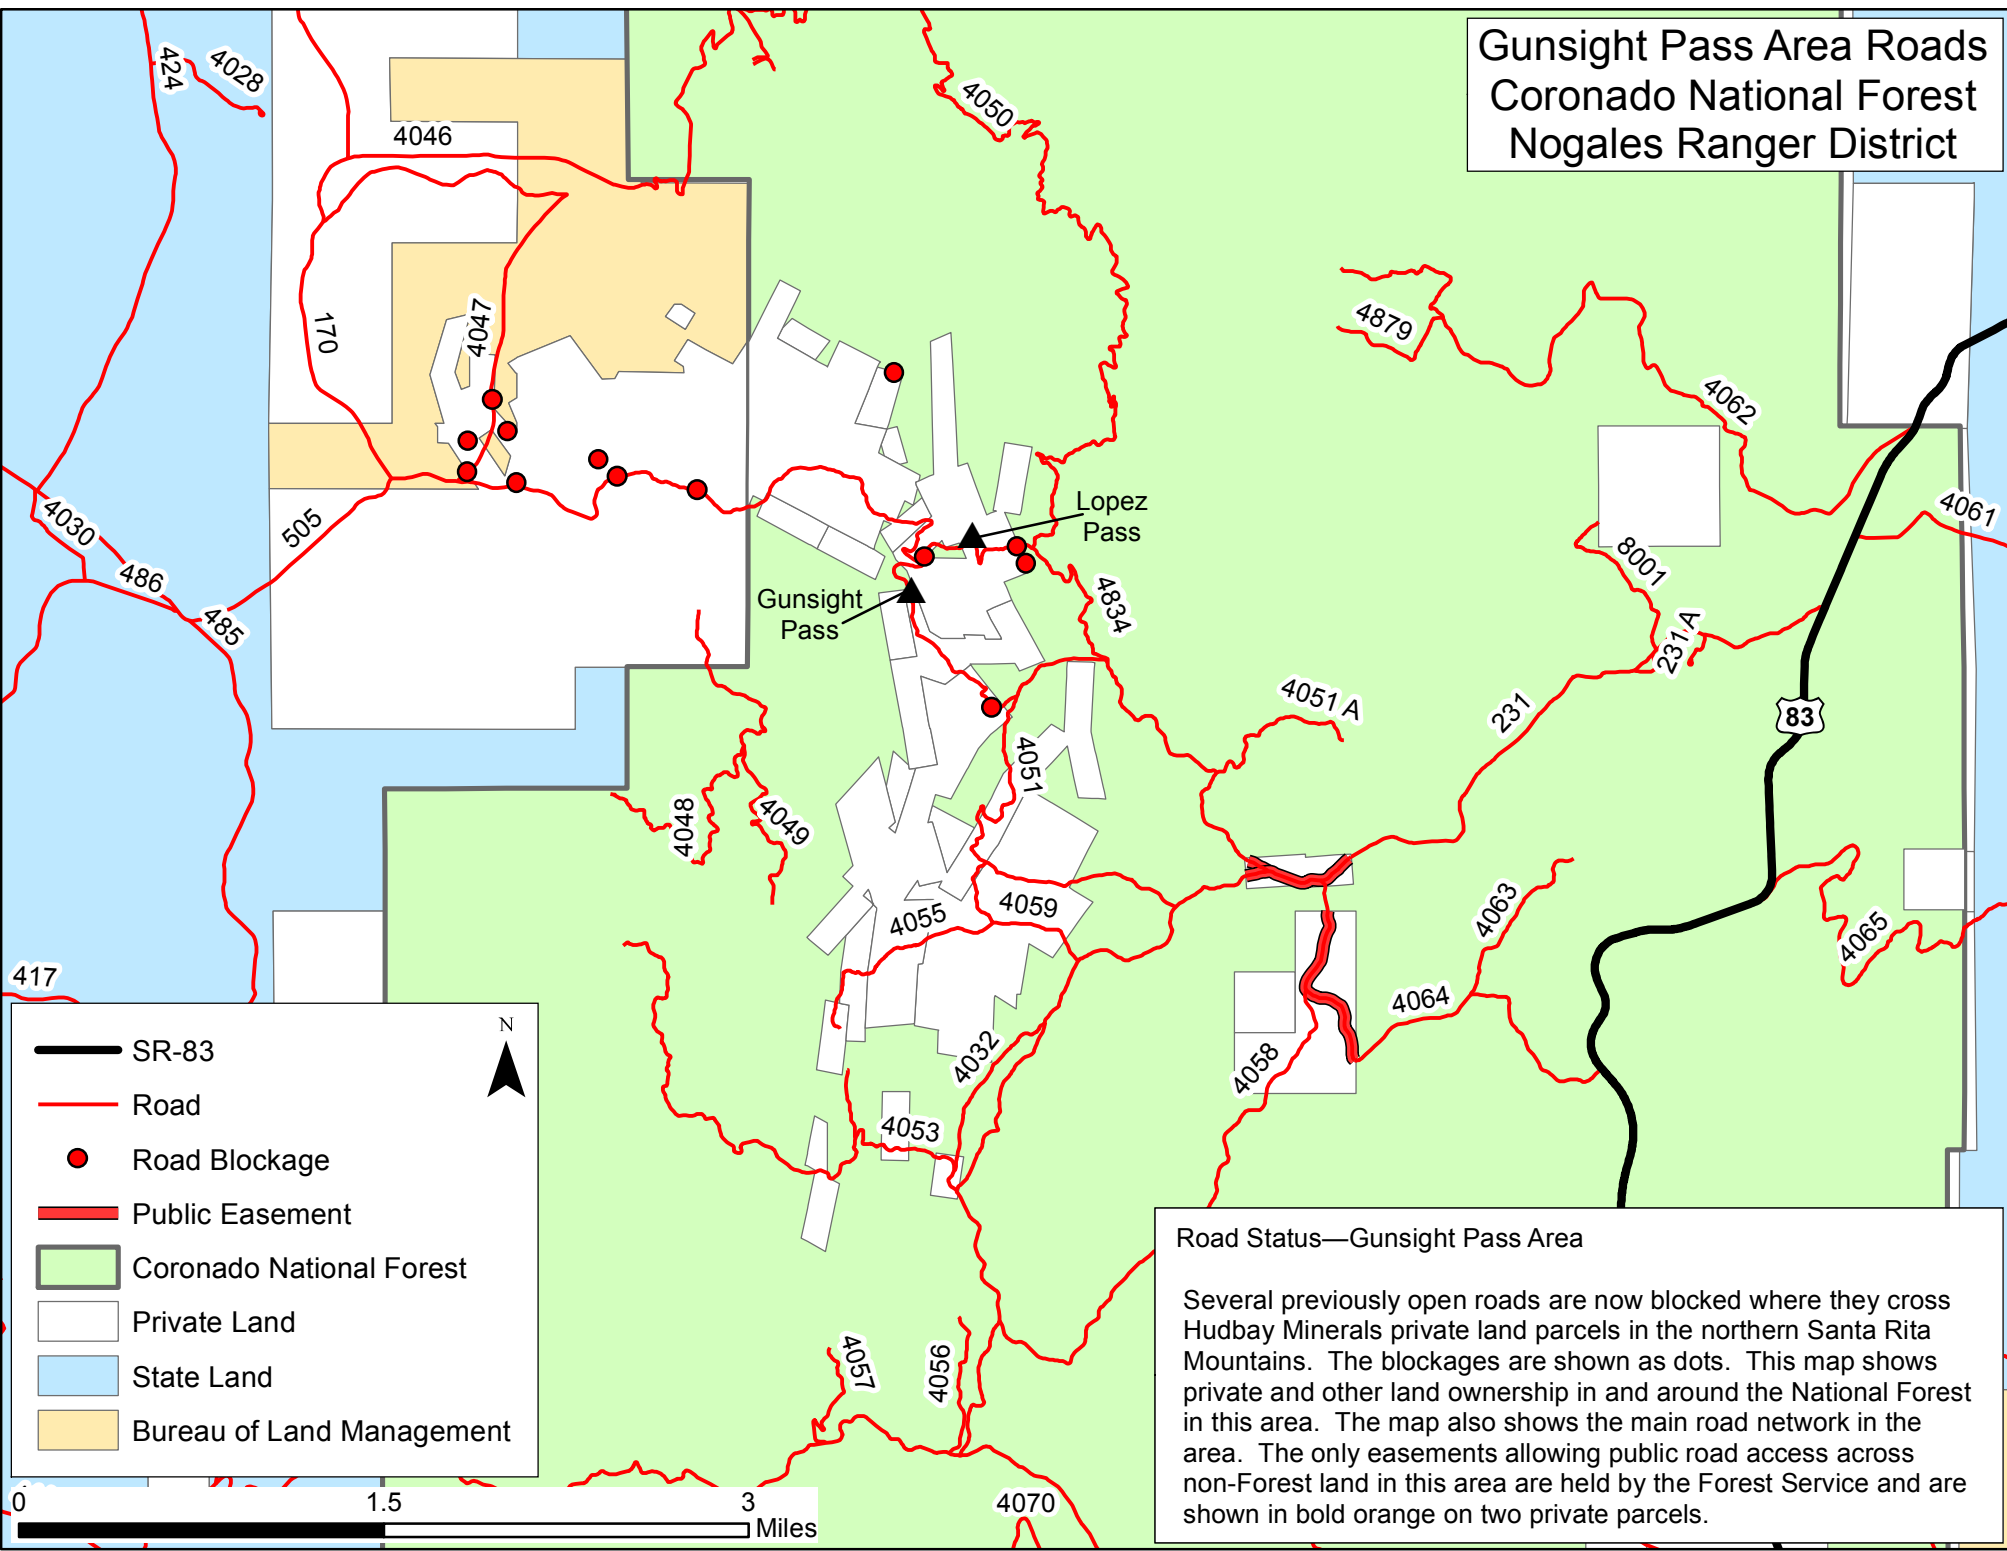 Gunsight Pass Area Roads
Coronado National Forest
Nogales Ranger District
424
4028
4050
4046
170
4047
4879
4062
4061
Lopez
Pass
4030
505
486
485
8001
4834
Gunsight
Pass
231 A
4051 A
231
83
4051
4048
4049
4055
4059
4063
4065
417
4064
4032
4058
4053
4057
4056
4070
N
SR-83
Road
Road Blockage
Public Easement
Coronado National Forest
Private Land
State Land
Bureau of Land Management
0
1.5
3
Miles
Road Status—Gunsight Pass Area
Several previously open roads are now blocked where they cross
Hudbay Minerals private land parcels in the northern Santa Rita
Mountains. The blockages are shown as dots. This map shows
private and other land ownership in and around the National Forest
in this area. The map also shows the main road network in the
area. The only easements allowing public road access across
non-Forest land in this area are held by the Forest Service and are
shown in bold orange on two private parcels.